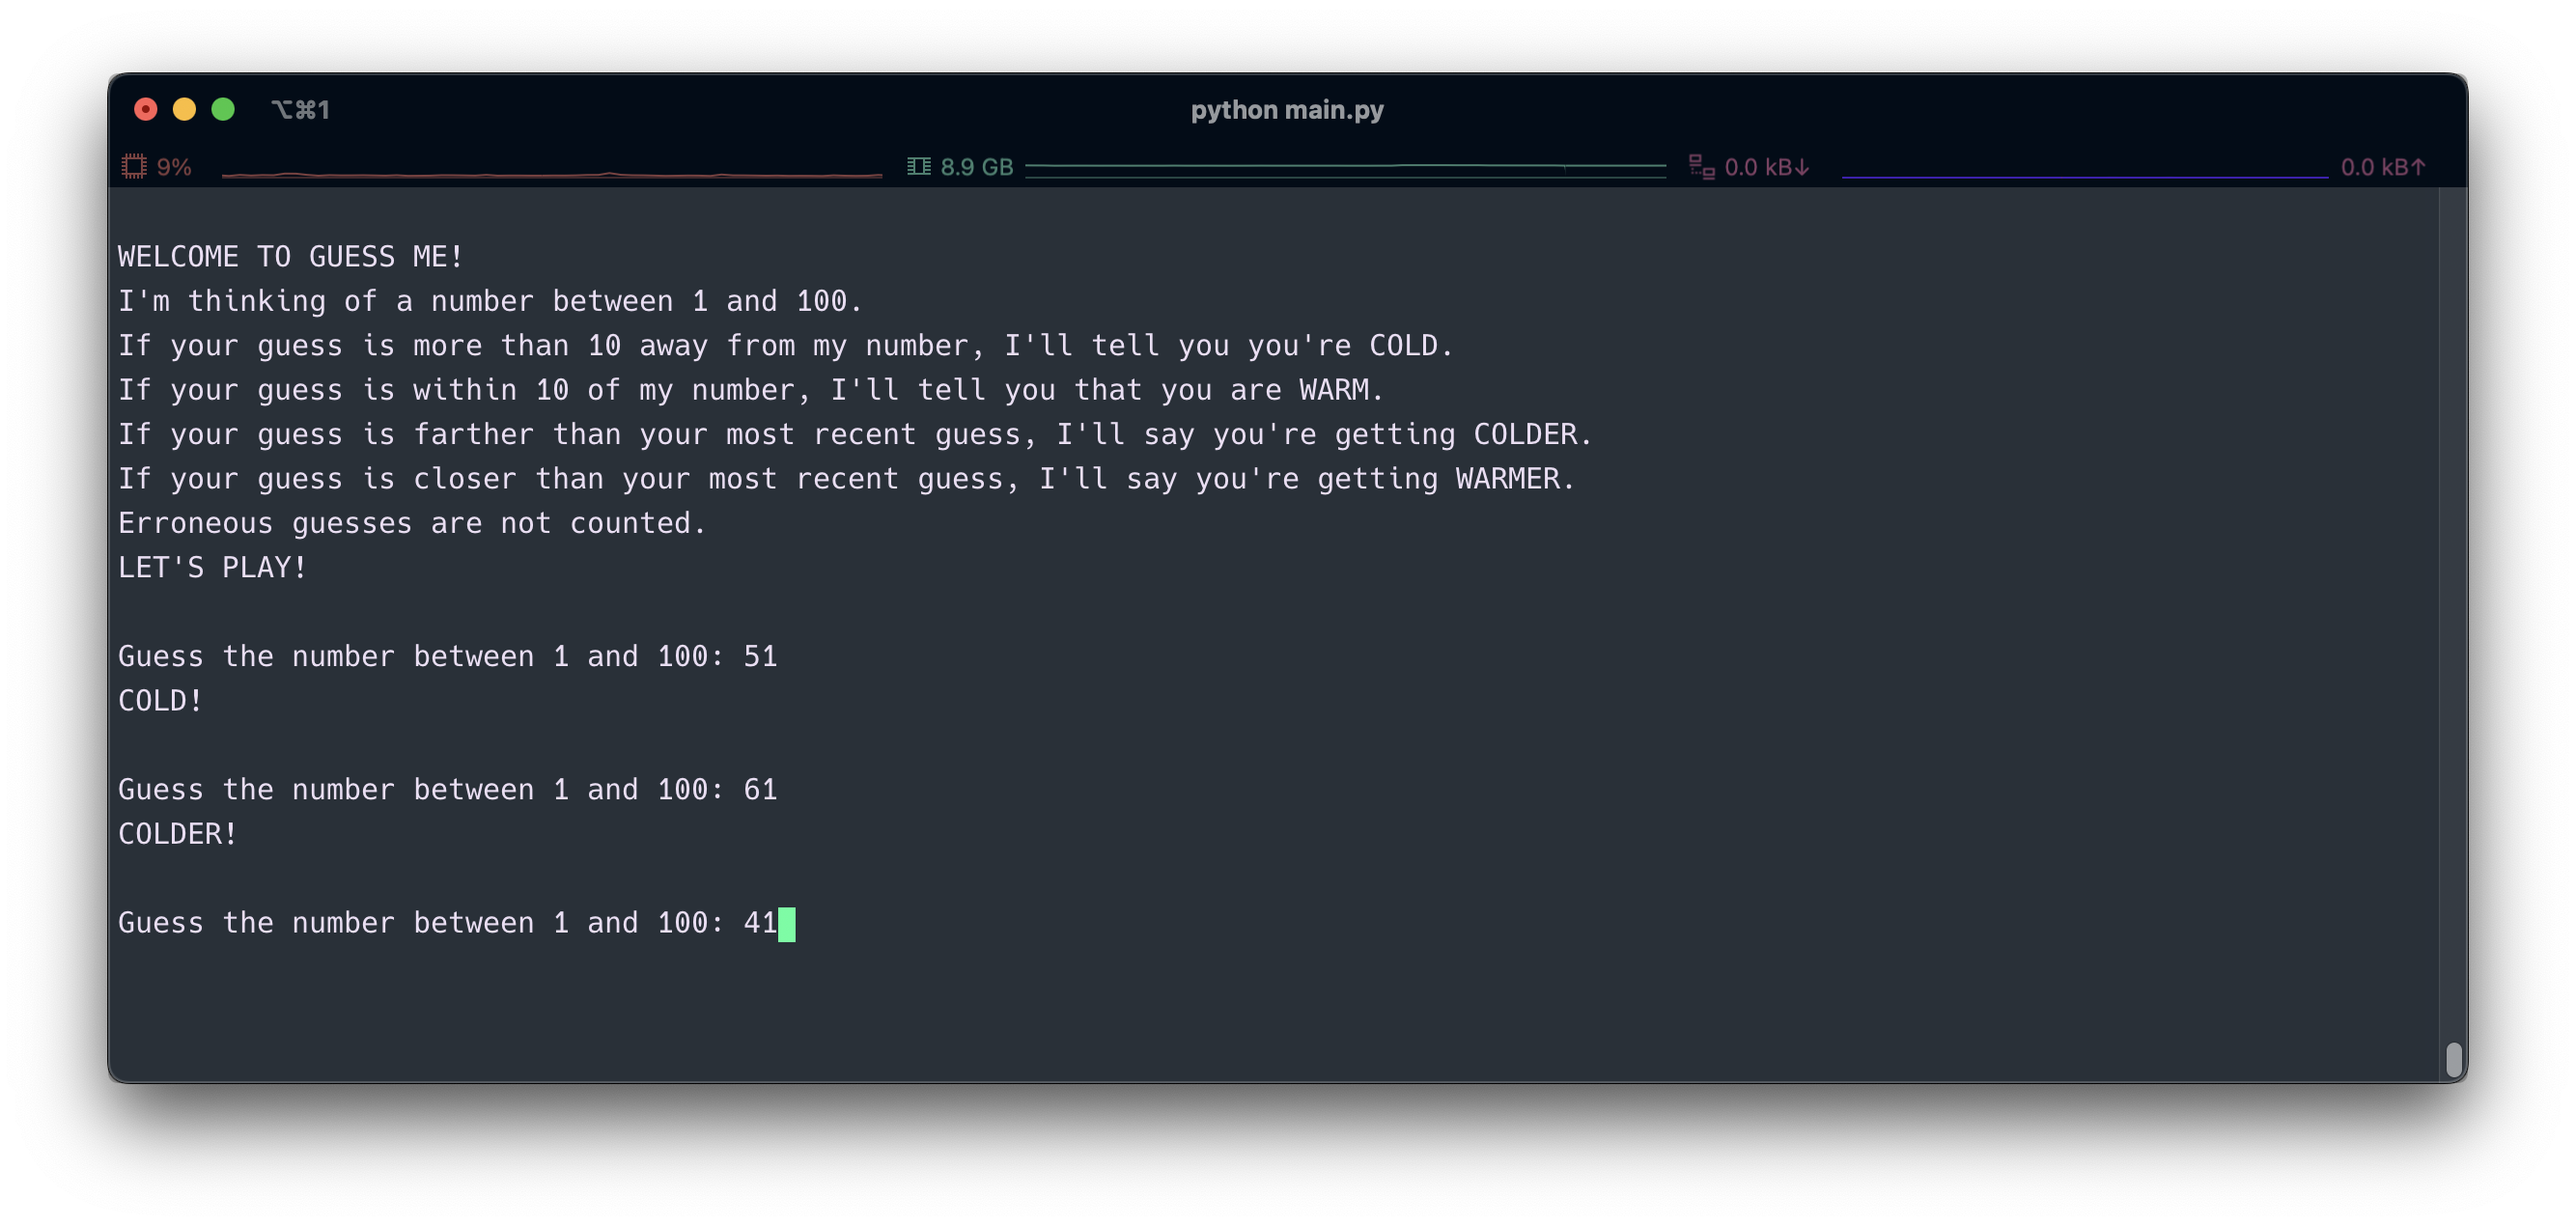 ⌥⌘1 python main.py
9% 8.9 GB 0.0 kB↓ 0.0 kB↑
WELCOME TO GUESS ME!
I'm thinking of a number between 1 and 100.
If your guess is more than 10 away from my number, I'll tell you you're COLD.
If your guess is within 10 of my number, I'll tell you that you are WARM.
If your guess is farther than your most recent guess, I'll say you're getting COLDER.
If your guess is closer than your most recent guess, I'll say you're getting WARMER.
Erroneous guesses are not counted.
LET'S PLAY!
Guess the number between 1 and 100: 51
COLD!
Guess the number between 1 and 100: 61
COLDER!
Guess the number between 1 and 100: 41